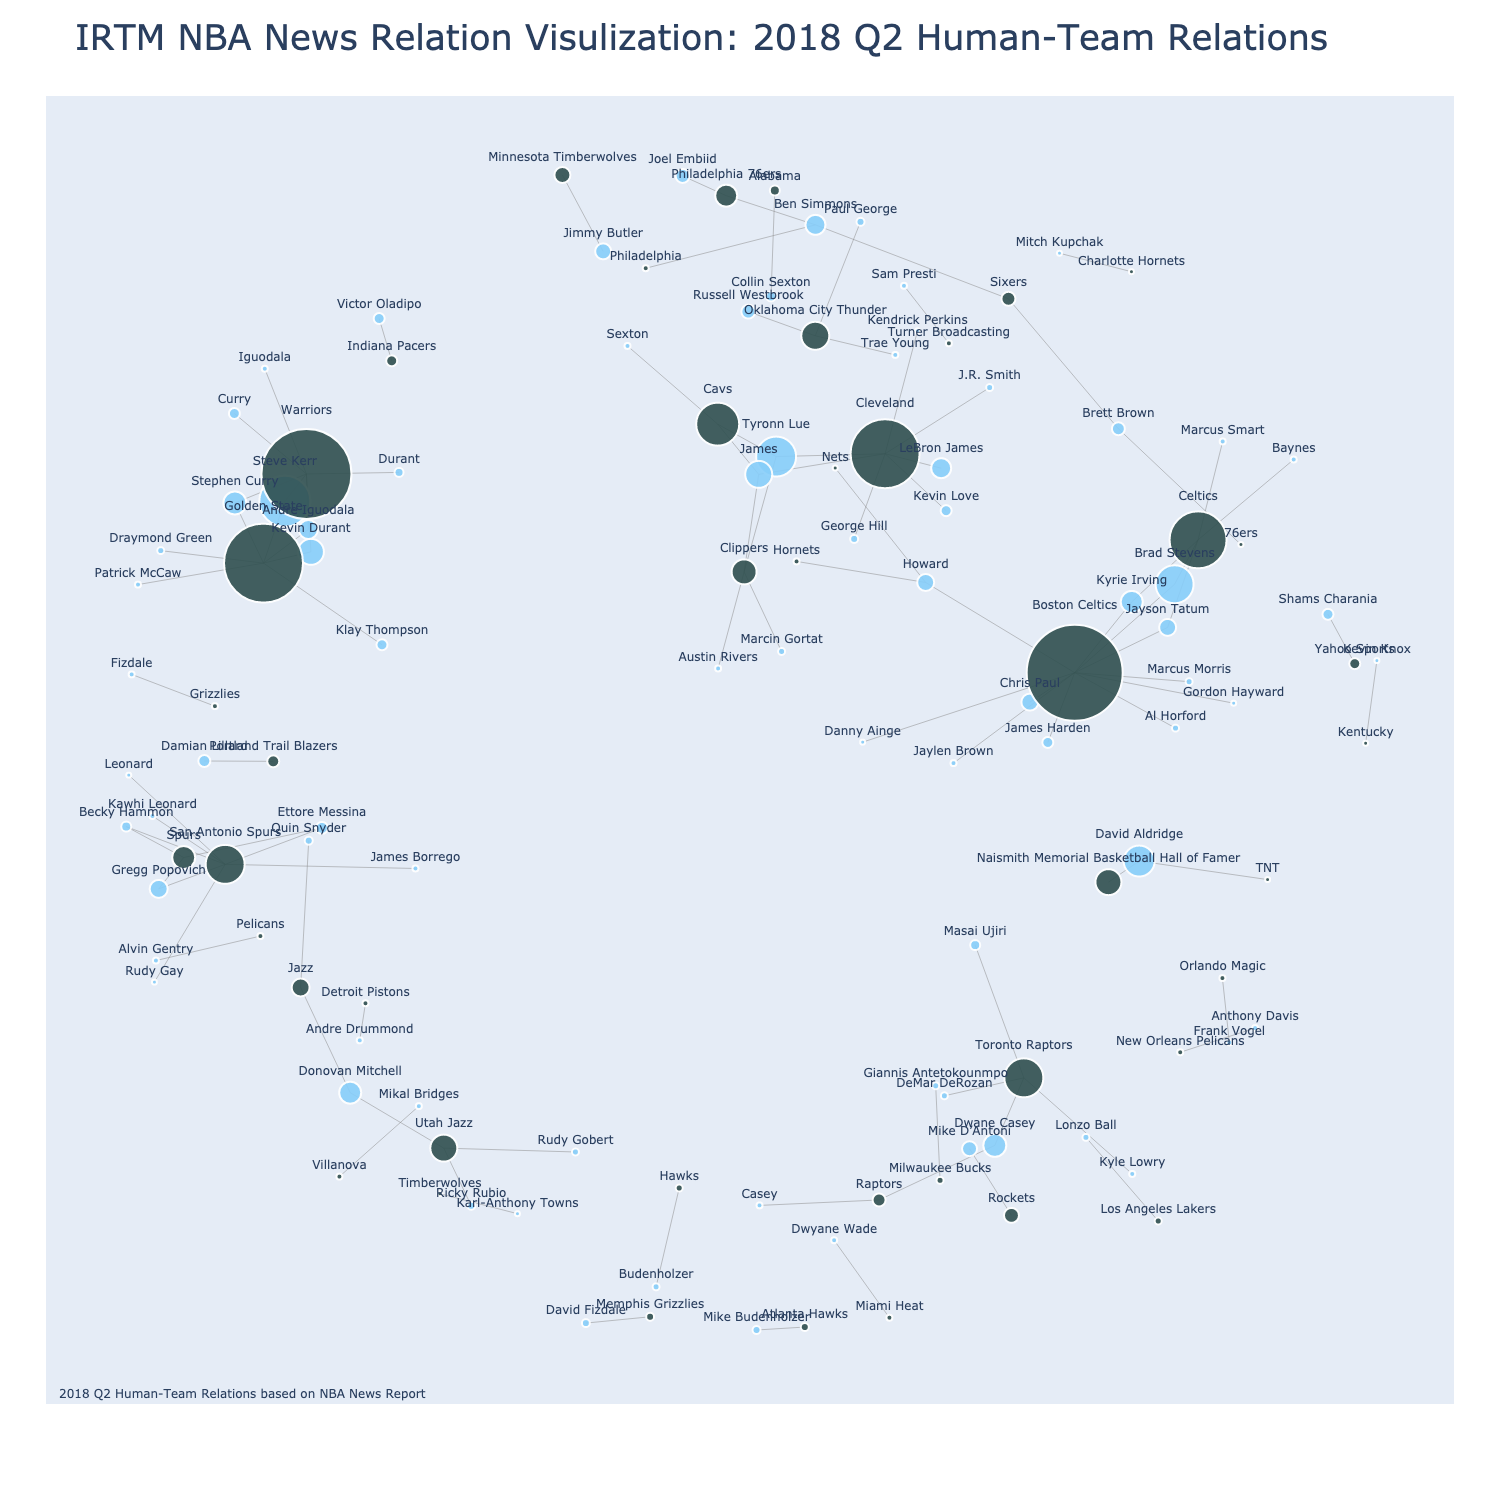 IRTM NBA News Relation Visulization: 2018 Q2 Human-Team Relations
Minnesota Timberwolves
Joel Embiid
Philadelphia 76ers
Alabama
Ben Simmons
Paul George
Jimmy Butler
Philadelphia
Mitch Kupchak
Charlotte Hornets
Sam Presti
Collin Sexton
Sixers
Russell Westbrook
Victor Oladipo
Oklahoma City Thunder
Kendrick Perkins
Turner Broadcasting
Sexton
Indiana Pacers
Trae Young
Iguodala
J.R. Smith
Cavs
Curry
Cleveland
Warriors
Brett Brown
Tyronn Lue
Marcus Smart
LeBron James
Baynes
James
Nets
Durant
Steve Kerr
Stephen Curry
Kevin Love
Celtics
Golden State
Andre Iguodala
George Hill
Kevin Durant
76ers
Draymond Green
Clippers
Hornets
Brad Stevens
Howard
Patrick McCaw
Kyrie Irving
Shams Charania
Boston Celtics
Jayson Tatum
Klay Thompson
Marcin Gortat
Yahoo Sports
Kevin Knox
Austin Rivers
Fizdale
Marcus Morris
Chris Paul
Gordon Hayward
Grizzlies
Al Horford
Danny Ainge
James Harden
Kentucky
Damian Lillard
Portland Trail Blazers
Jaylen Brown
Leonard
Kawhi Leonard
Becky Hammon
Ettore Messina
Quin Snyder
Spurs
San Antonio Spurs
David Aldridge
Naismith Memorial Basketball Hall of Famer
James Borrego
Gregg Popovich
TNT
Pelicans
Masai Ujiri
Alvin Gentry
Rudy Gay
Jazz
Orlando Magic
Detroit Pistons
Anthony Davis
Andre Drummond
Frank Vogel
New Orleans Pelicans
Toronto Raptors
Donovan Mitchell
Giannis Antetokounmpo
DeMar DeRozan
Mikal Bridges
Utah Jazz
Dwane Casey
Lonzo Ball
Mike D'Antoni
Rudy Gobert
Villanova
Milwaukee Bucks
Kyle Lowry
Hawks
Timberwolves
Raptors
Ricky Rubio
Casey
Karl-Anthony Towns
Rockets
Los Angeles Lakers
Dwyane Wade
Budenholzer
David Fizdale
Memphis Grizzlies
Miami Heat
Mike Budenholzer
Atlanta Hawks
2018 Q2 Human-Team Relations based on NBA News Report